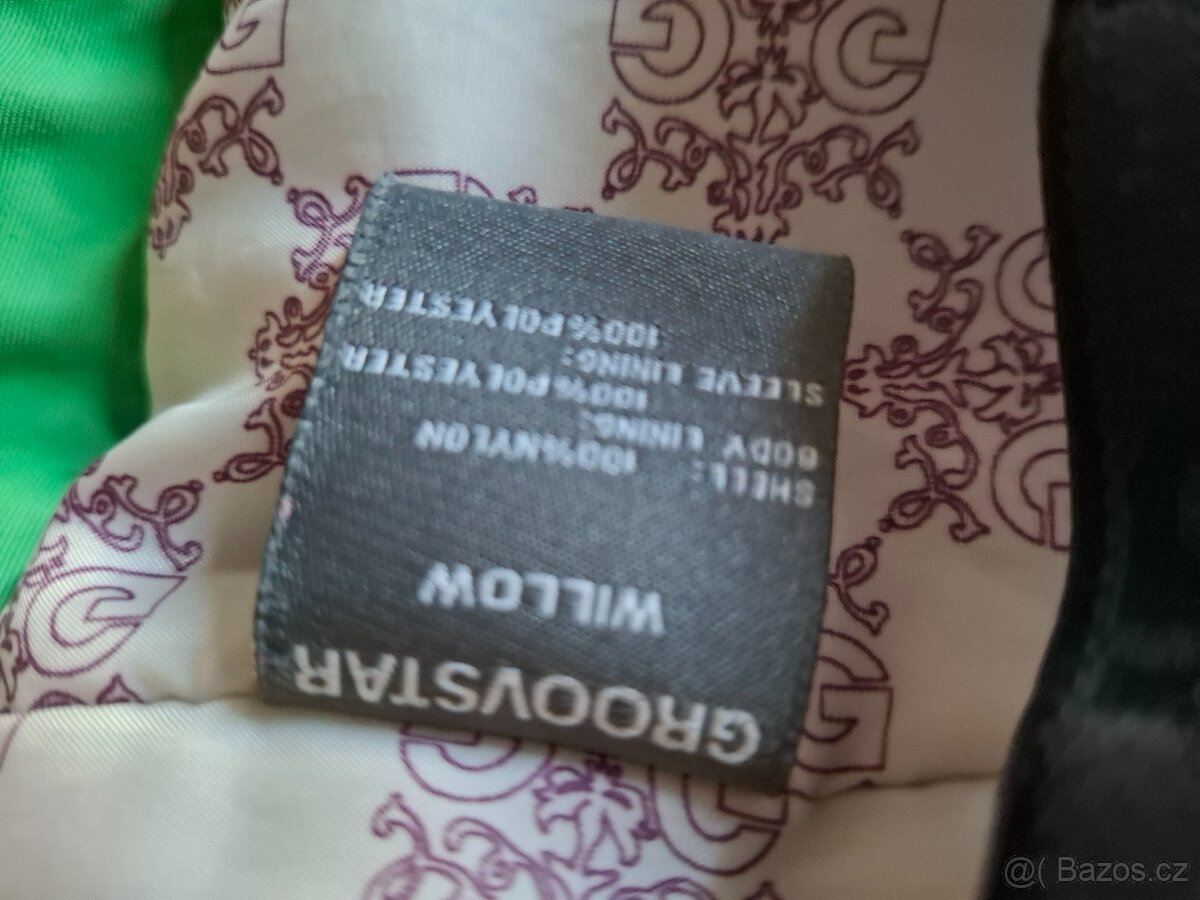 GROOVSTAR
WILLOW
SHELL: 100%NYLON
BODY LINING:
100%POLYESTER
SLEEVE LINING:
100%POLYESTER
@( Bazos.cz